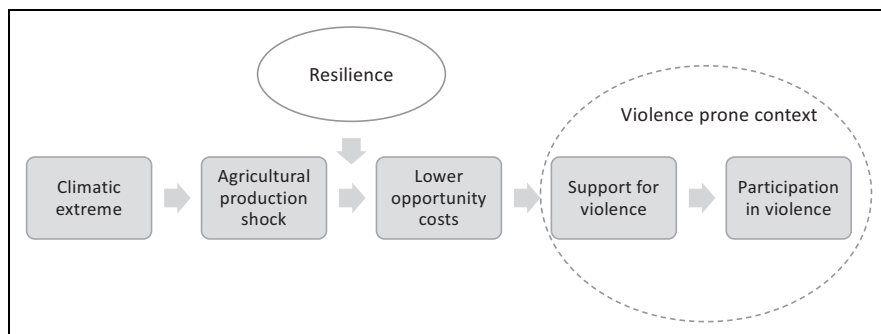 Resilience
Violence prone context
Climatic
extreme
Agricultural
production
shock
Lower
opportunity
costs
Support for
violence
Participation
in violence